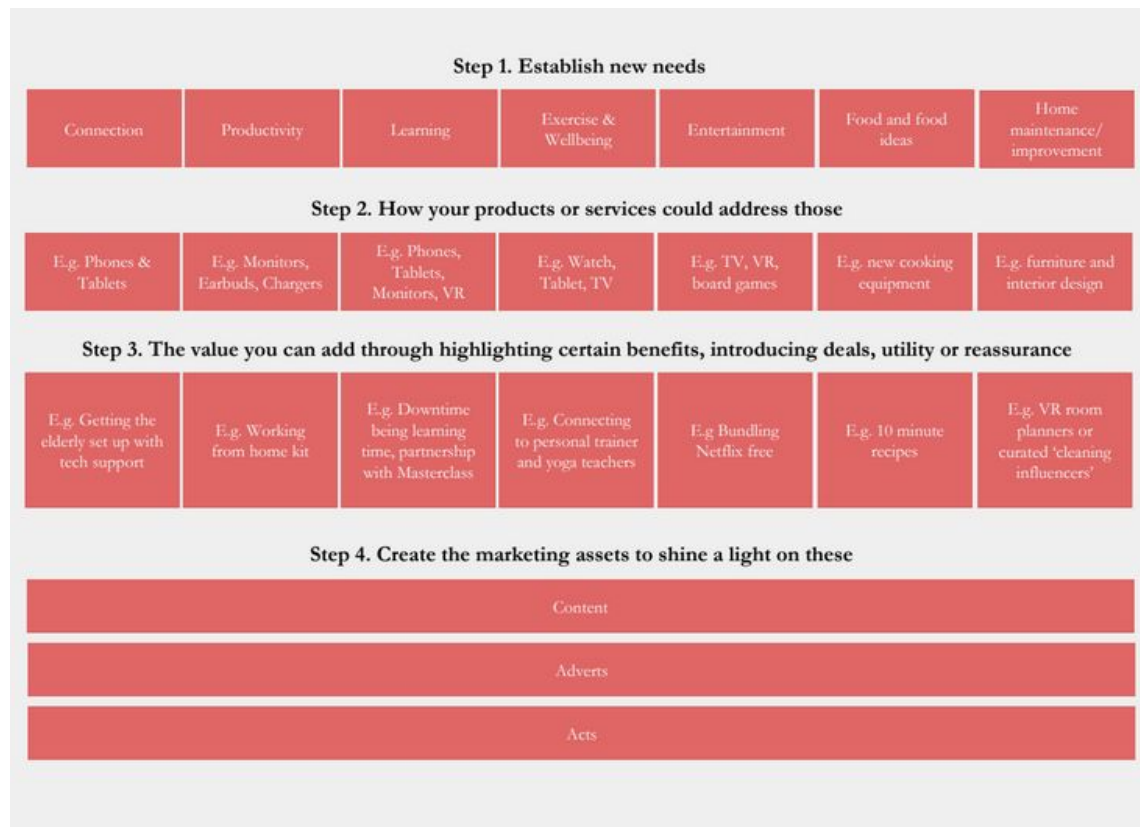 Step 1. Establish new needs
Connection
Productivity
Learning
Exercise &
Wellbeing
Entertainment
Food and food
ideas
Home
maintenance/
improvement
Step 2. How your products or services could address those
E.g. Phones &
Tablets
E.g. Monitors,
Earbuds, Chargers
E.g. Phones,
Tablets,
Monitors, VR
E.g. Watch,
Tablet, TV
E.g. TV, VR,
board games
E.g. new cooking
equipment
E.g. furniture and
interior design
Step 3. The value you can add through highlighting certain benefits, introducing deals, utility or reassurance
E.g. Getting the
elderly set up with
tech support
E.g. Working
from home kit
E.g. Downtime
being learning
time, partnership
with Masterclass
E.g. Connecting
to personal trainer
and yoga teachers
E.g Bundling
Netflix free
E.g. 10 minute
recipes
E.g. VR room
planners or
curated ‘cleaning
influencers’
Step 4. Create the marketing assets to shine a light on these
Content
Adverts
Acts